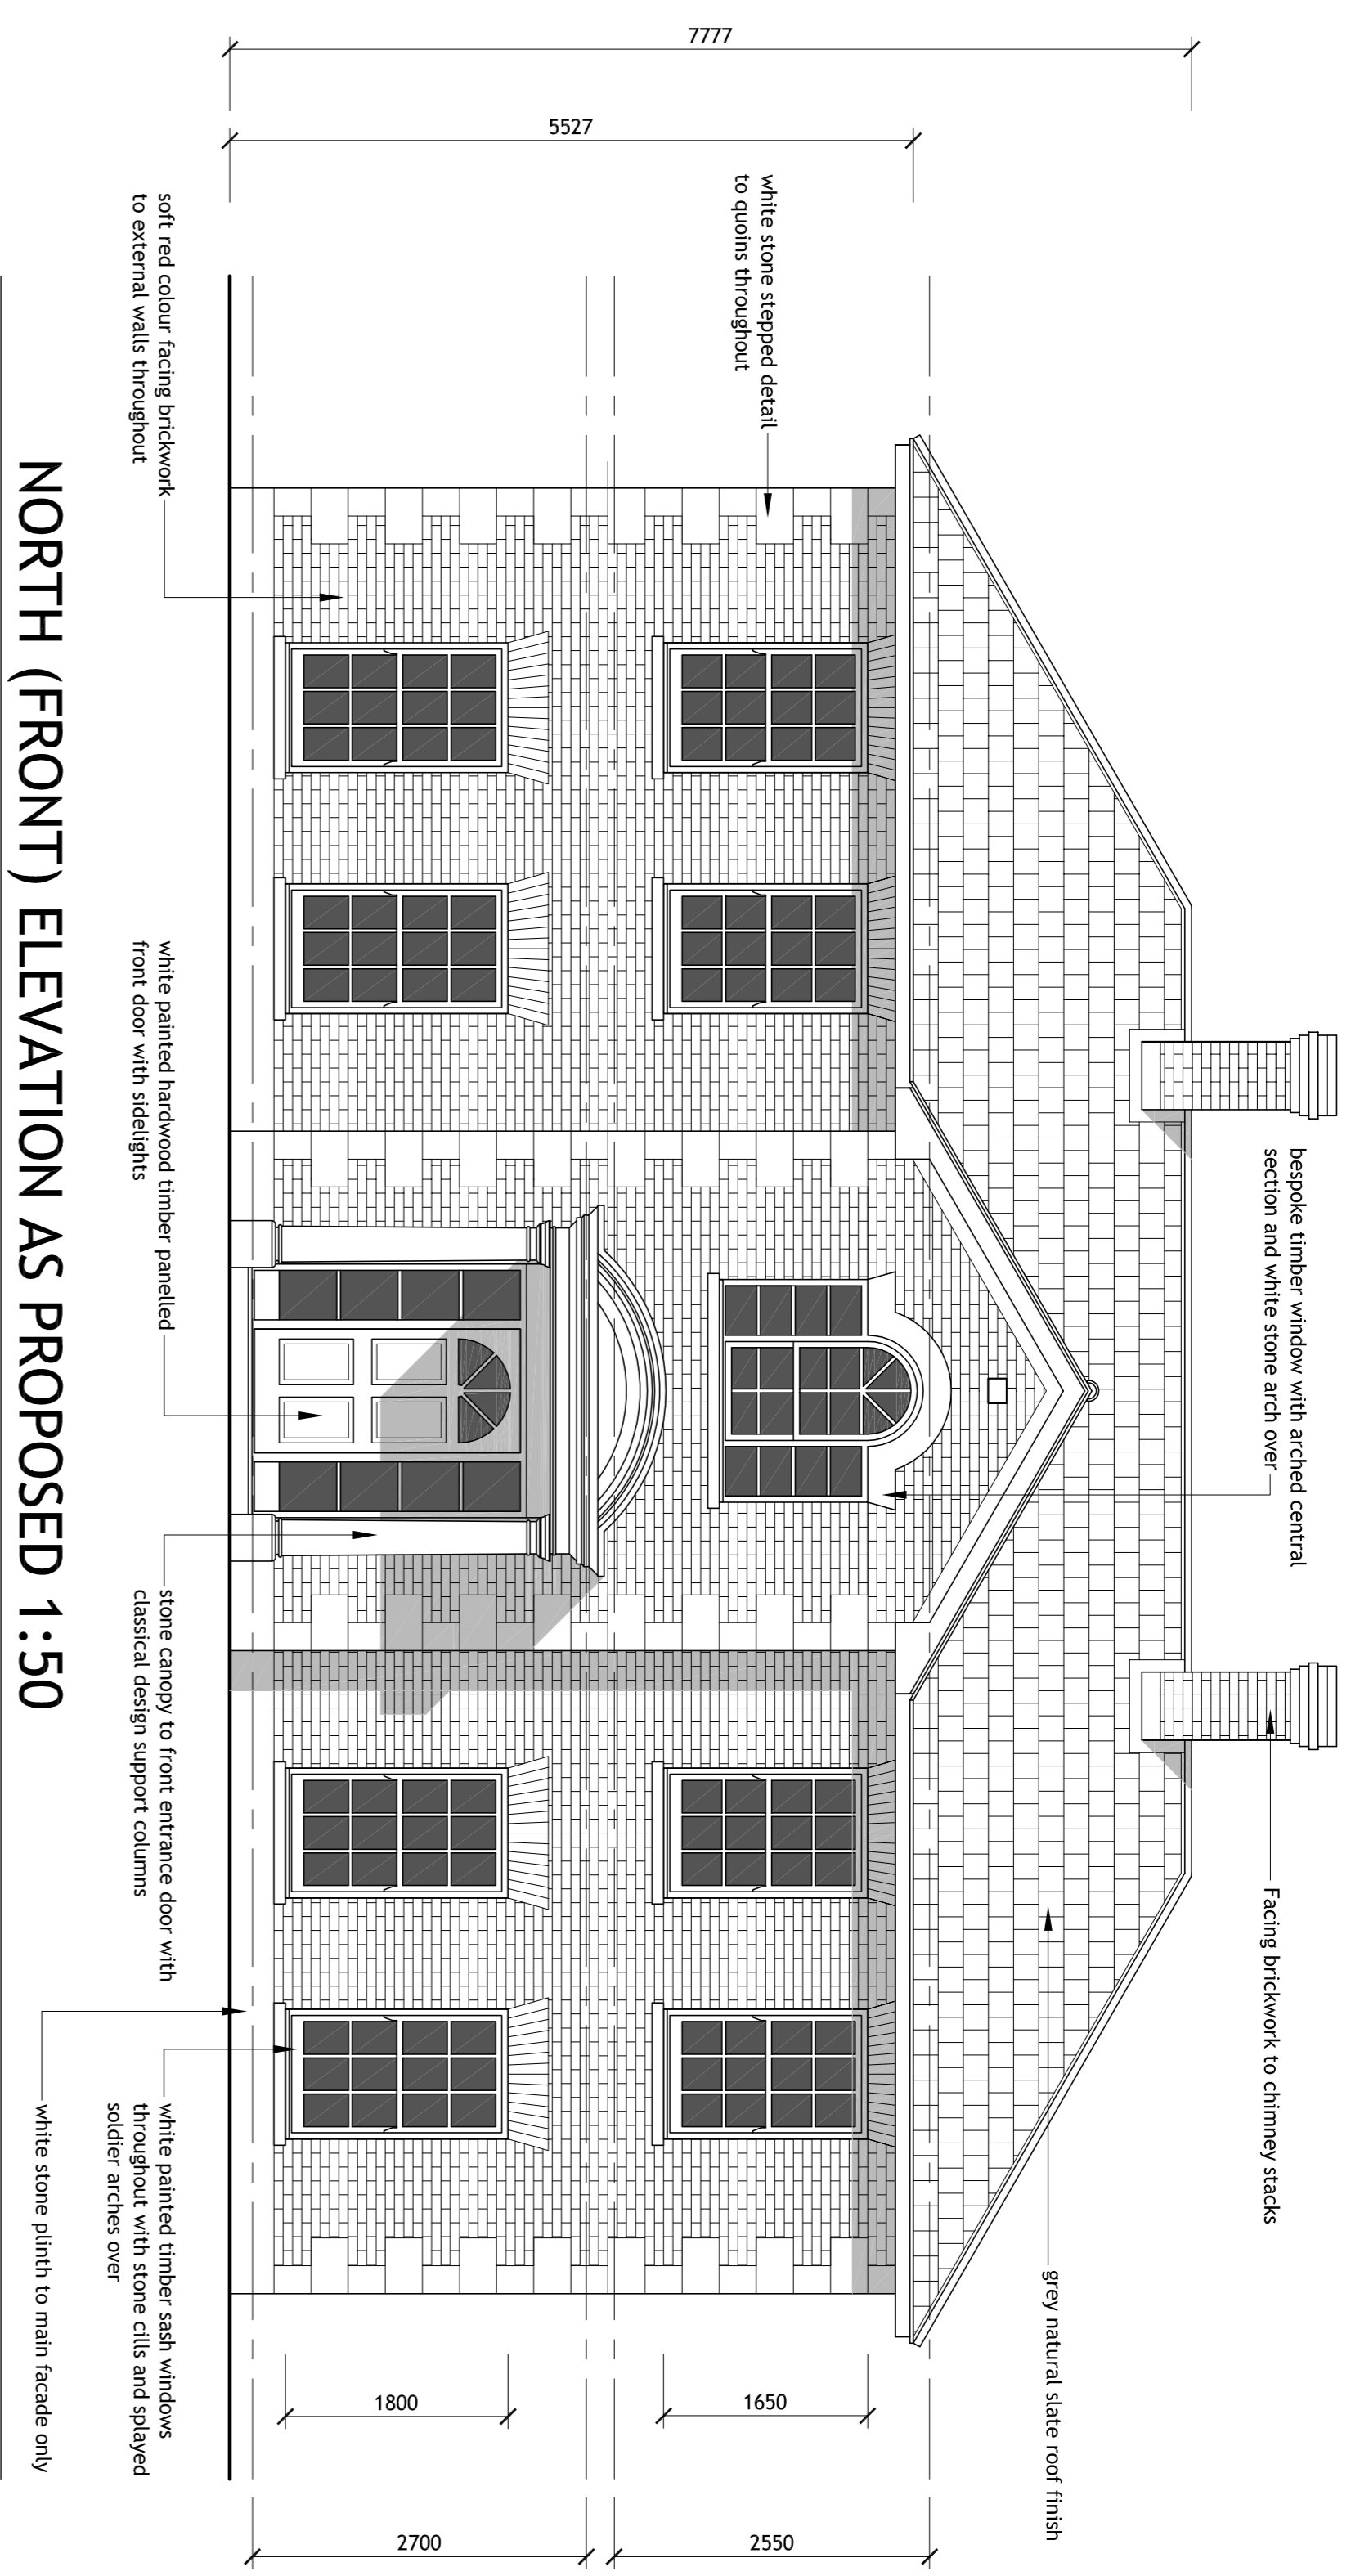 7777
5527
white stone stepped detail
to quoins throughout
soft red colour facing brickwork
to external walls throughout
bespoke timber window with arched central
section and white stone arch over
Facing brickwork to chimney stacks
grey natural slate roof finish
white painted hardwood timber panelled
front door with sidelights
stone canopy to front entrance door with
classical design support columns
white painted timber sash windows
throughout with stone cills and splayed
soldier arches over
white stone plinth to main facade only
1650
1800
2550
2700
NORTH (FRONT) ELEVATION AS PROPOSED 1:50